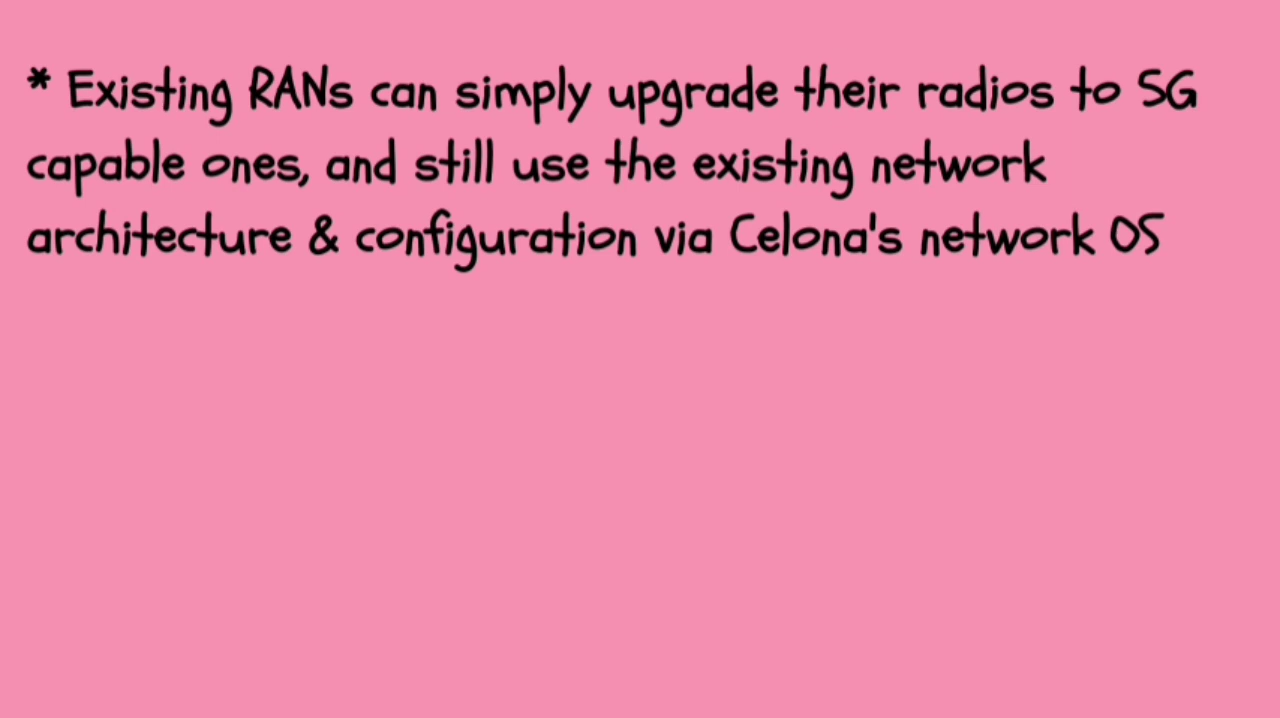 * Existing RANs can simply upgrade their radios to 5G
capable ones, and still use the existing network
architecture & configuration via Celona's network OS